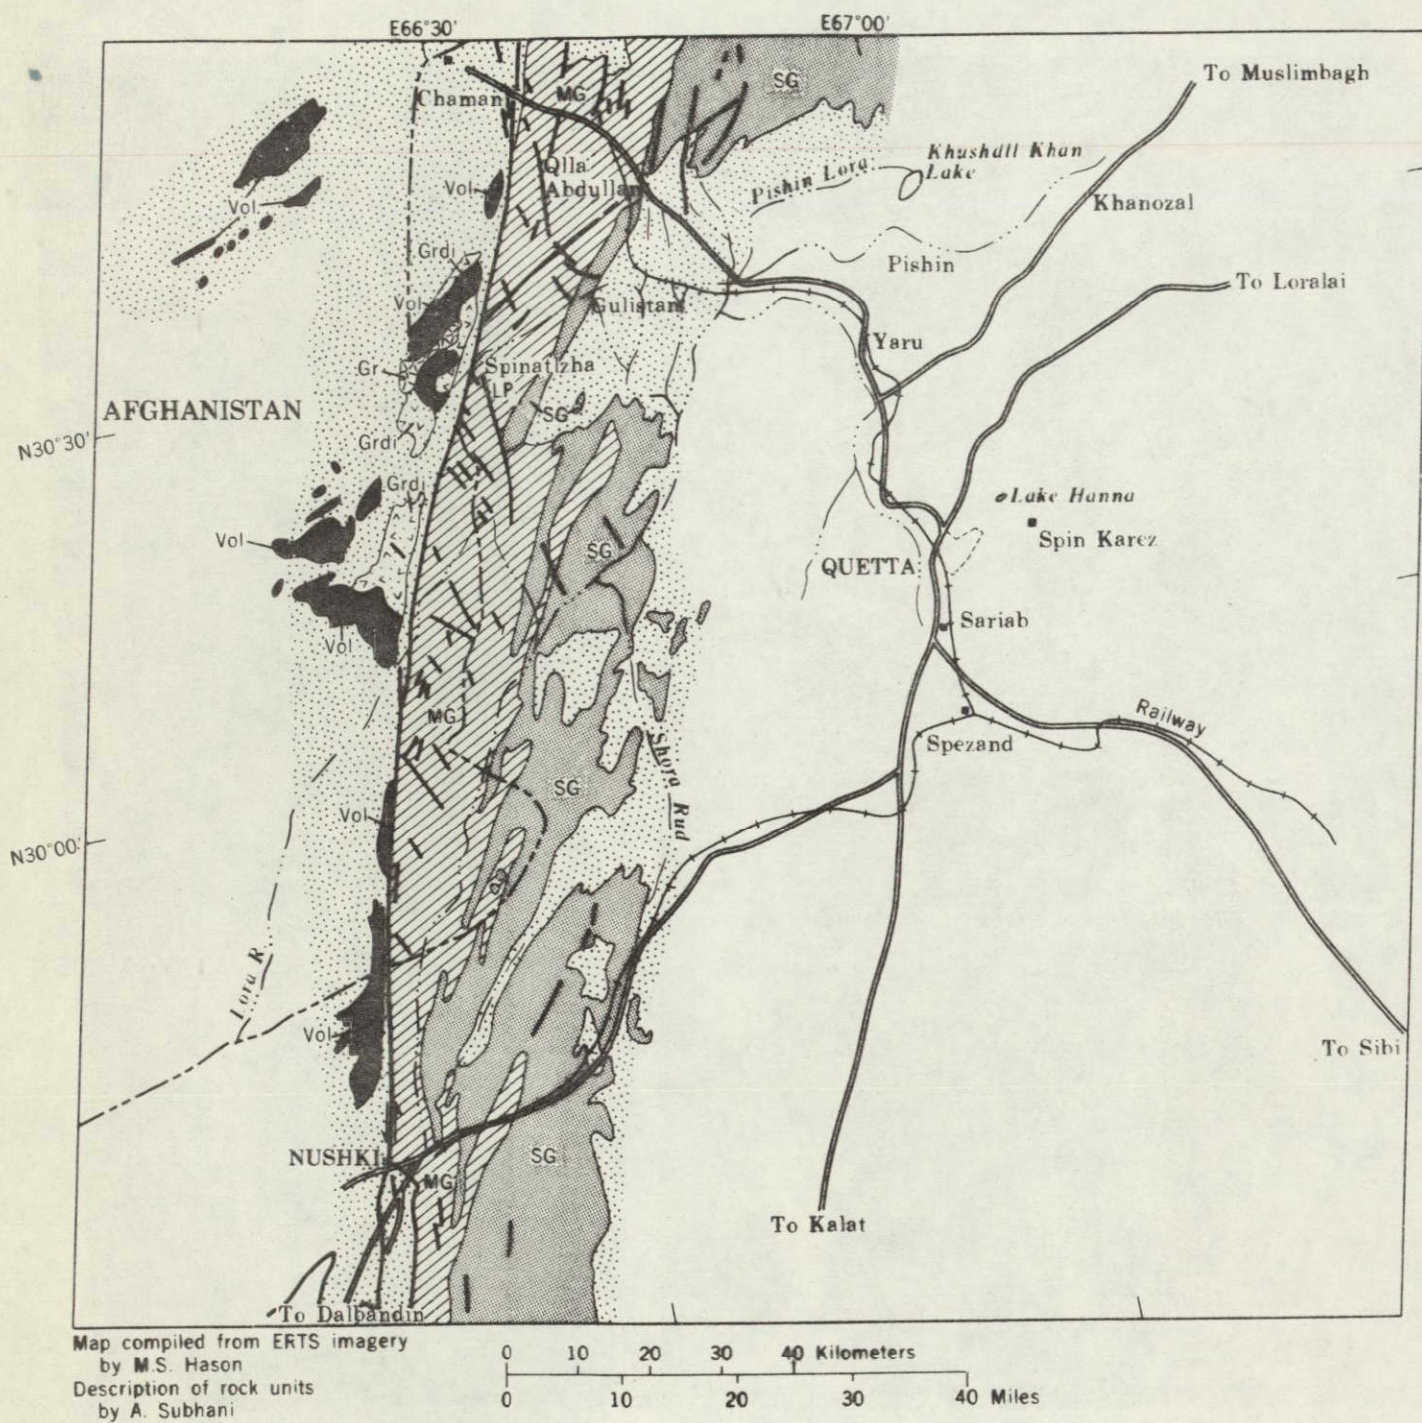 E66°30'
E67°00'
To Muslimbagh
SG
Chaman
MG
Khushdil Khan
Lake
Qlla
Abdullah
Pishin Lora
Vol
Vol
Khanozal
Grdi
Pishin
To Loralai
Vol
Gulistan
Yaru
Gr
Spinatizha
LP
AFGHANISTAN
SG
N30°30'
Grdi
Grdi
Lake Hanna
Vol
SG
Spin Karez
QUETTA
Sariab
Vol
MG
Railway
Spezand
Shora Rud
SG
Vol
N30°00'
Lora R.
Vol
To Sibi
NUSHKI
SG
MG
To Kalat
To Dalbandin
Map compiled from ERTS imagery
by M.S. Hason
Description of rock units
by A. Subhani
0 10 20 30 40 Kilometers
0 10 20 30 40 Miles